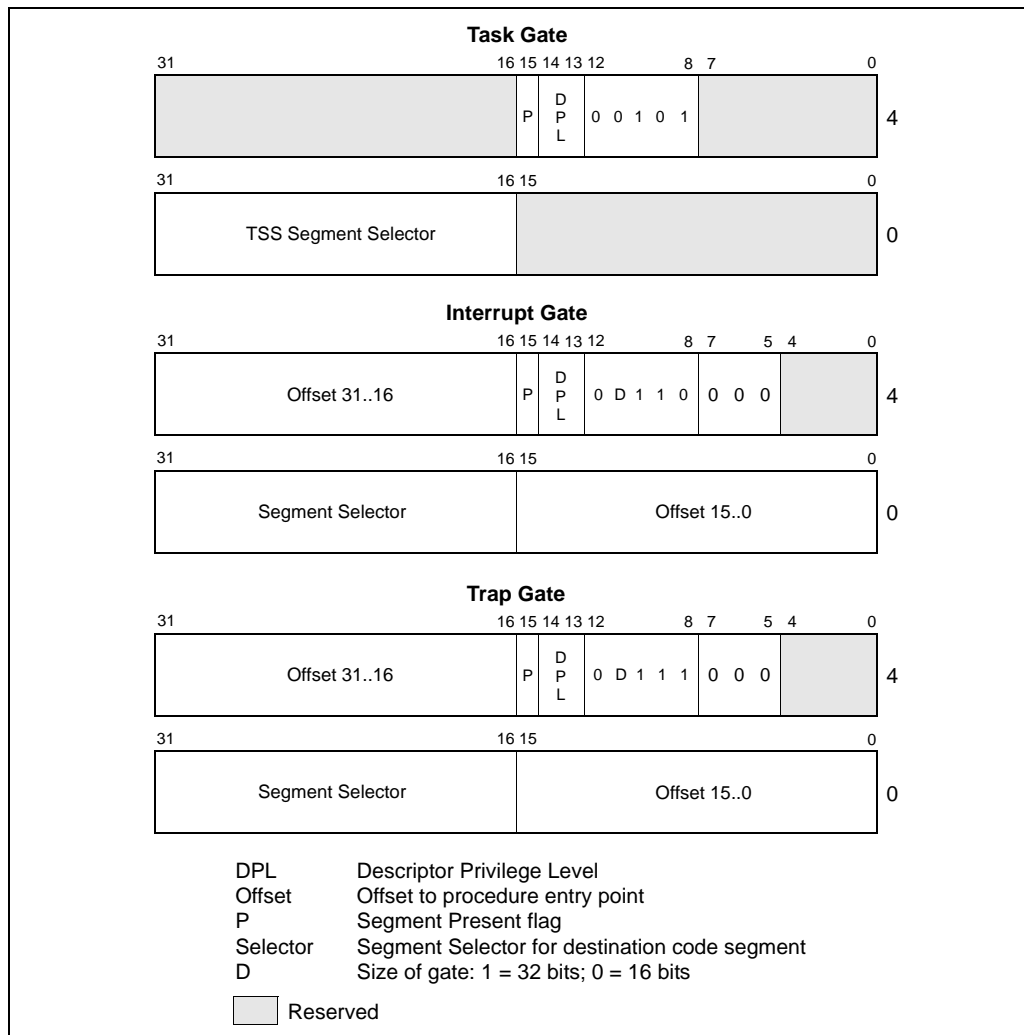 Task Gate
31 16 15 14 13 12 8 7 0
P D P L 0 0 1 0 1 4
31 16 15 0
TSS Segment Selector 0
Interrupt Gate
31 16 15 14 13 12 8 7 5 4 0
Offset 31..16 P D P L 0 D 1 1 0 0 0 0 4
31 16 15 0
Segment Selector Offset 15..0 0
Trap Gate
31 16 15 14 13 12 8 7 5 4 0
Offset 31..16 P D P L 0 D 1 1 1 0 0 0 4
31 16 15 0
Segment Selector Offset 15..0 0
DPL Descriptor Privilege Level
Offset Offset to procedure entry point
P Segment Present flag
Selector Segment Selector for destination code segment
D Size of gate: 1 = 32 bits; 0 = 16 bits
Reserved